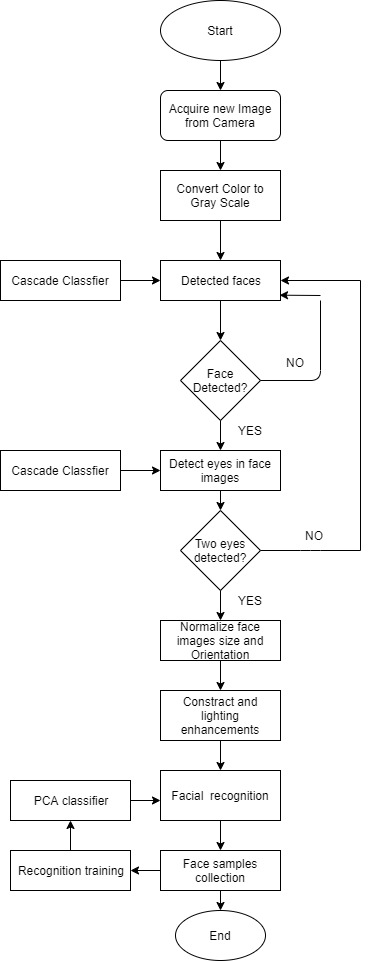 Start
Acquire new Image
from Camera
Convert Color to
Gray Scale
Cascade Classfier
Detected faces
Face
Detected?
NO
YES
Cascade Classfier
Detect eyes in face
images
Two eyes
detected?
NO
YES
Normalize face
images size and
Orientation
Constract and
lighting
enhancements
PCA classifier
Facial recognition
Recognition training
Face samples
collection
End